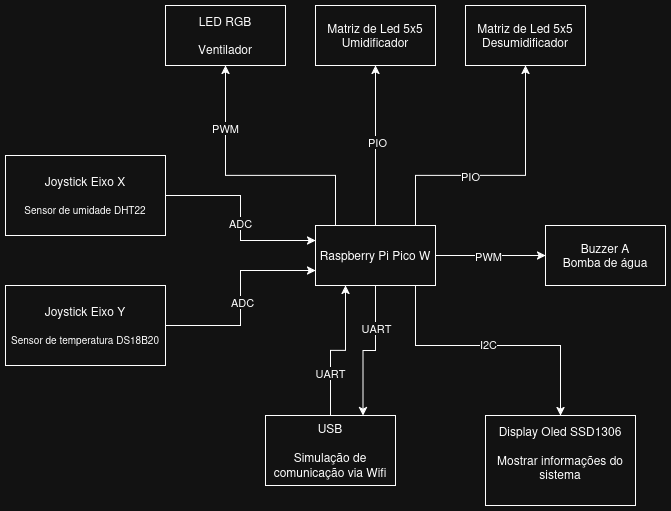 LED RGB
Ventilador
Matriz de Led 5x5
Umidificador
Matriz de Led 5x5
Desumidificador
PWM
PIO
PIO
Joystick Eixo X
Sensor de umidade DHT22
ADC
Raspberry Pi Pico W
PWM
Buzzer A
Bomba de água
Joystick Eixo Y
Sensor de temperatura DS18B20
ADC
UART
UART
I2C
USB
Simulação de
comunicação via Wifi
Display Oled SSD1306
Mostrar informações do
sistema